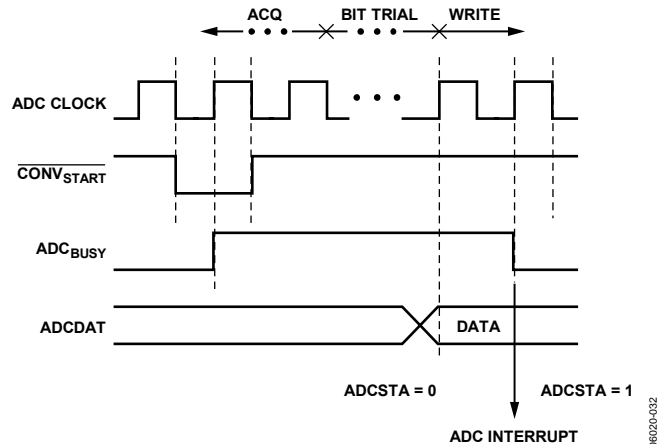 ACQ BIT TRIAL WRITE
ADC CLOCK
CONVSTART
ADCBUSY
ADCDAT DATA
ADCSTA = 0 ADCSTA = 1
ADC INTERRUPT
06020-032